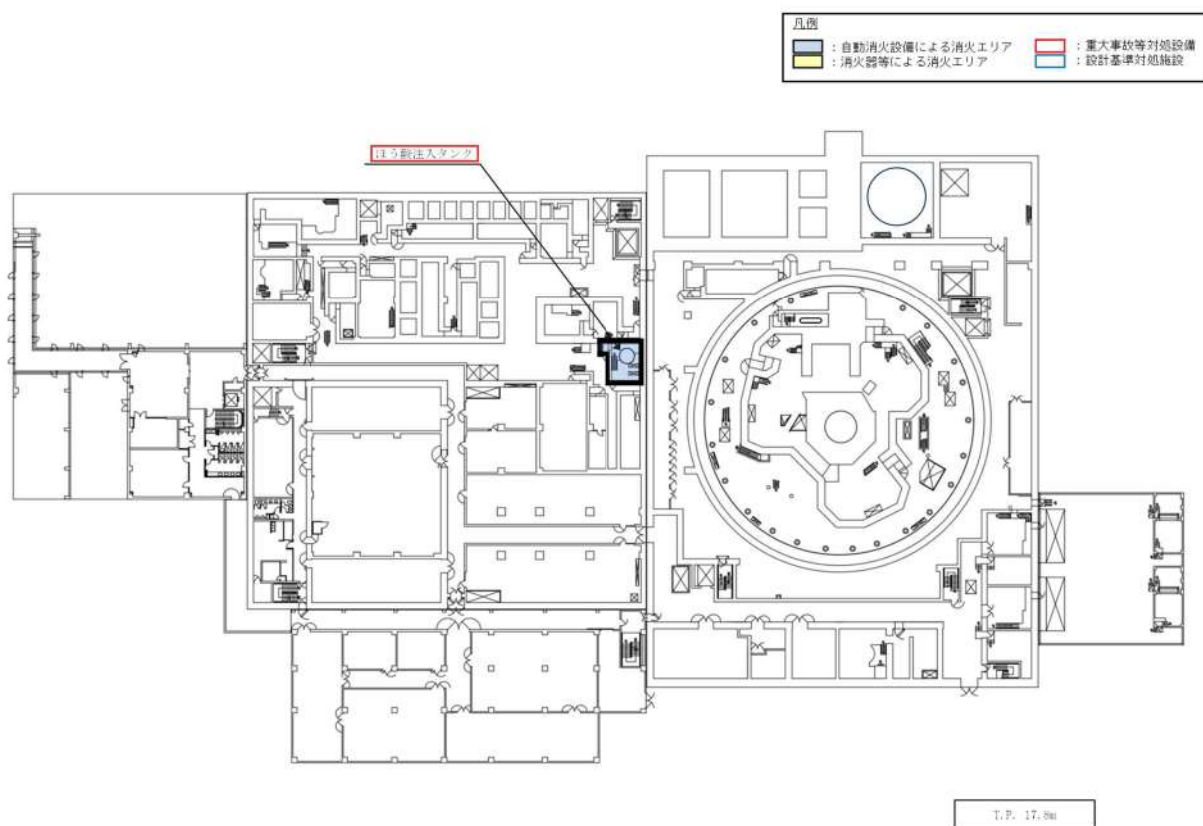 凡例
：自動消火設備による消火エリア
：重大事故等対処設備
：消火器等による消火エリア
：設計基準対処施設
ほう酸注入タンク
T.P. 17.8m